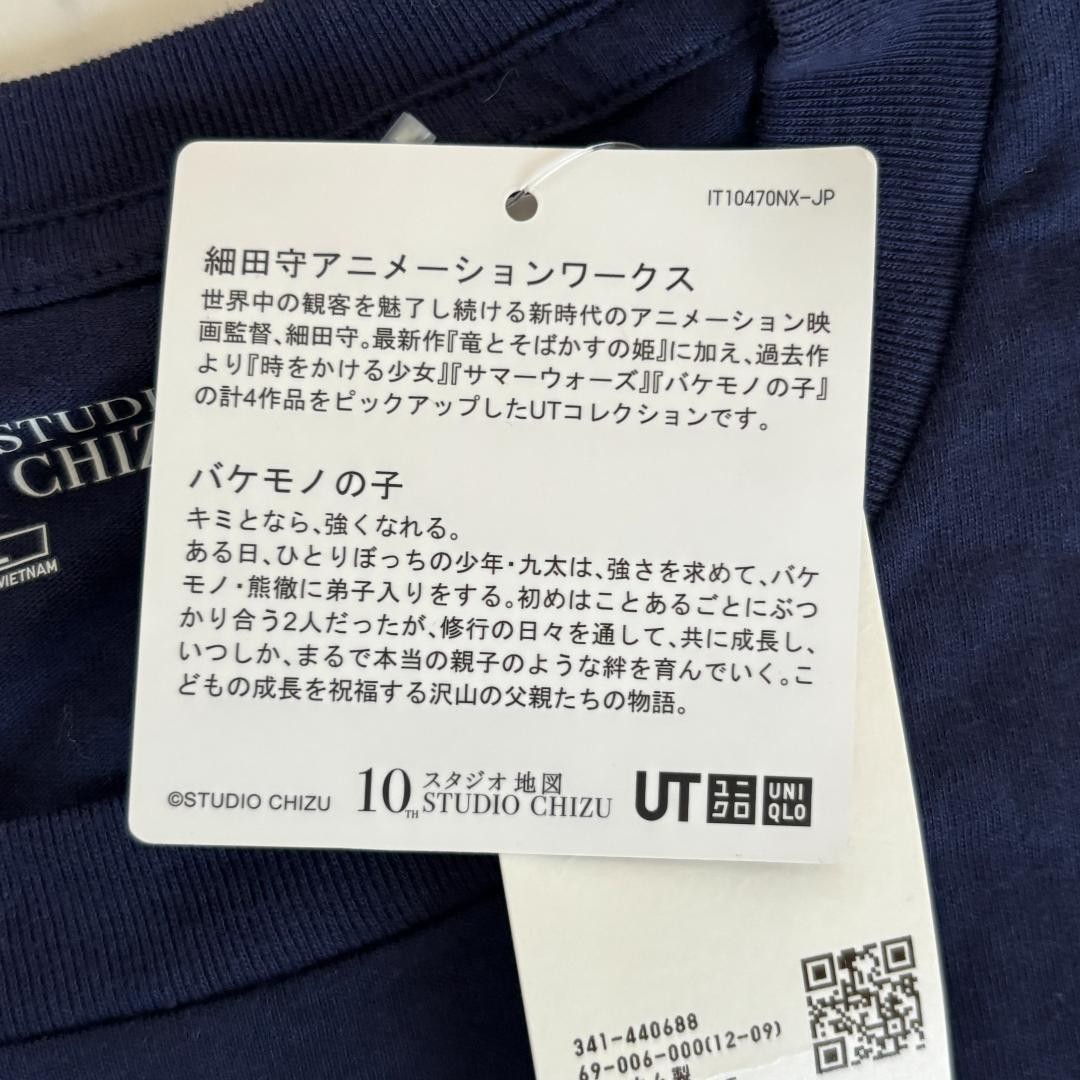 IT10470NX-JP
細田守アニメーションワークス
世界中の観客を魅了し続ける新時代のアニメーション映
画監督、細田守。最新作『竜とそばかすの姫』に加え、過去作
より『時をかける少女』『サマーウォーズ』『バケモノの子』
の計4作品をピックアップしたUTコレクションです。
バケモノの子
キミとなら、強くなれる。
ある日、ひとりぼっちの少年・九太は、強さを求めて、バケ
モノ・熊徹に弟子入りをする。初めはことあるごとにぶつ
かり合う2人だったが、修行の日々を通して、共に成長し、
いつしか、まるで本当の親子のような絆を育んでいく。こ
どもの成長を祝福する沢山の父親たちの物語。
©STUDIO CHIZU
10TH
スタジオ地図
STUDIO CHIZU
UT
ユニ
クロ
UNI
QLO
STUDI
CHIZ
VIETNAM
341-440688
69-006-000(12-09)
製